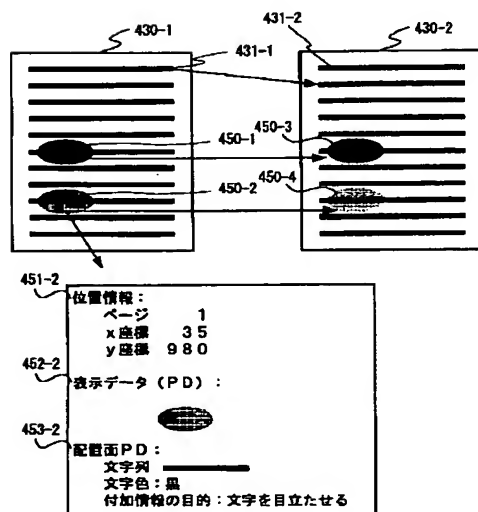 430-1
431-1
431-2
430-2
450-1
450-3
450-2
450-4
451-2
位置情報：
ページ 1
x座標 35
y座標 980
452-2
表示データ（PD）：
453-2
配置面PD：
文字列
文字色：黒
付加情報の目的：文字を目立たせる